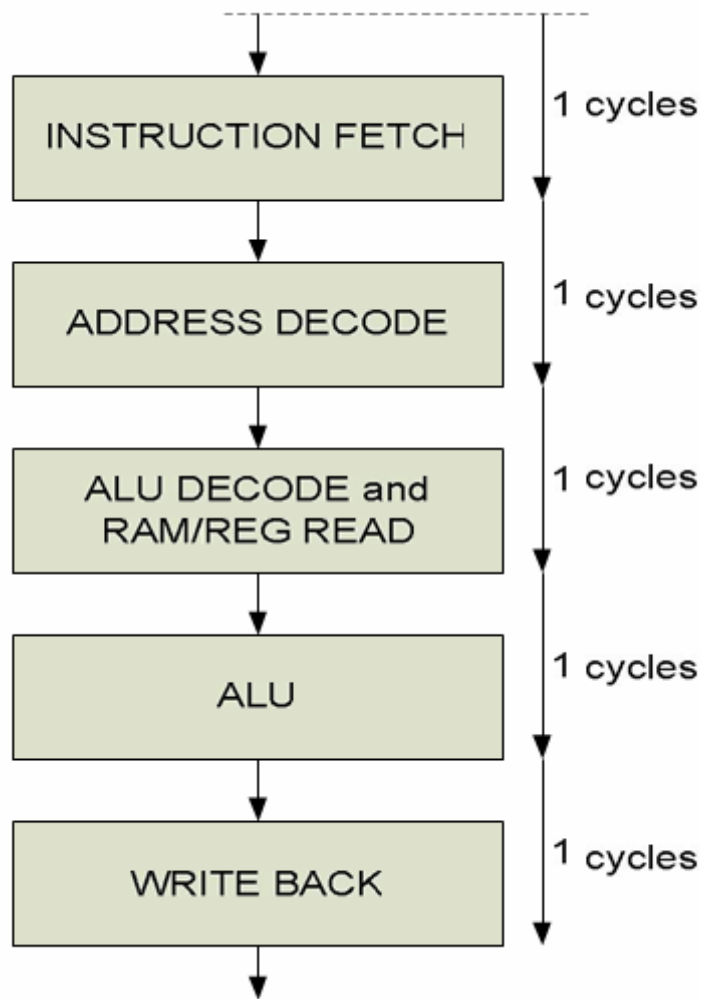 INSTRUCTION FETCH
1 cycles
ADDRESS DECODE
1 cycles
ALU DECODE and
RAM/REG READ
1 cycles
ALU
1 cycles
WRITE BACK
1 cycles